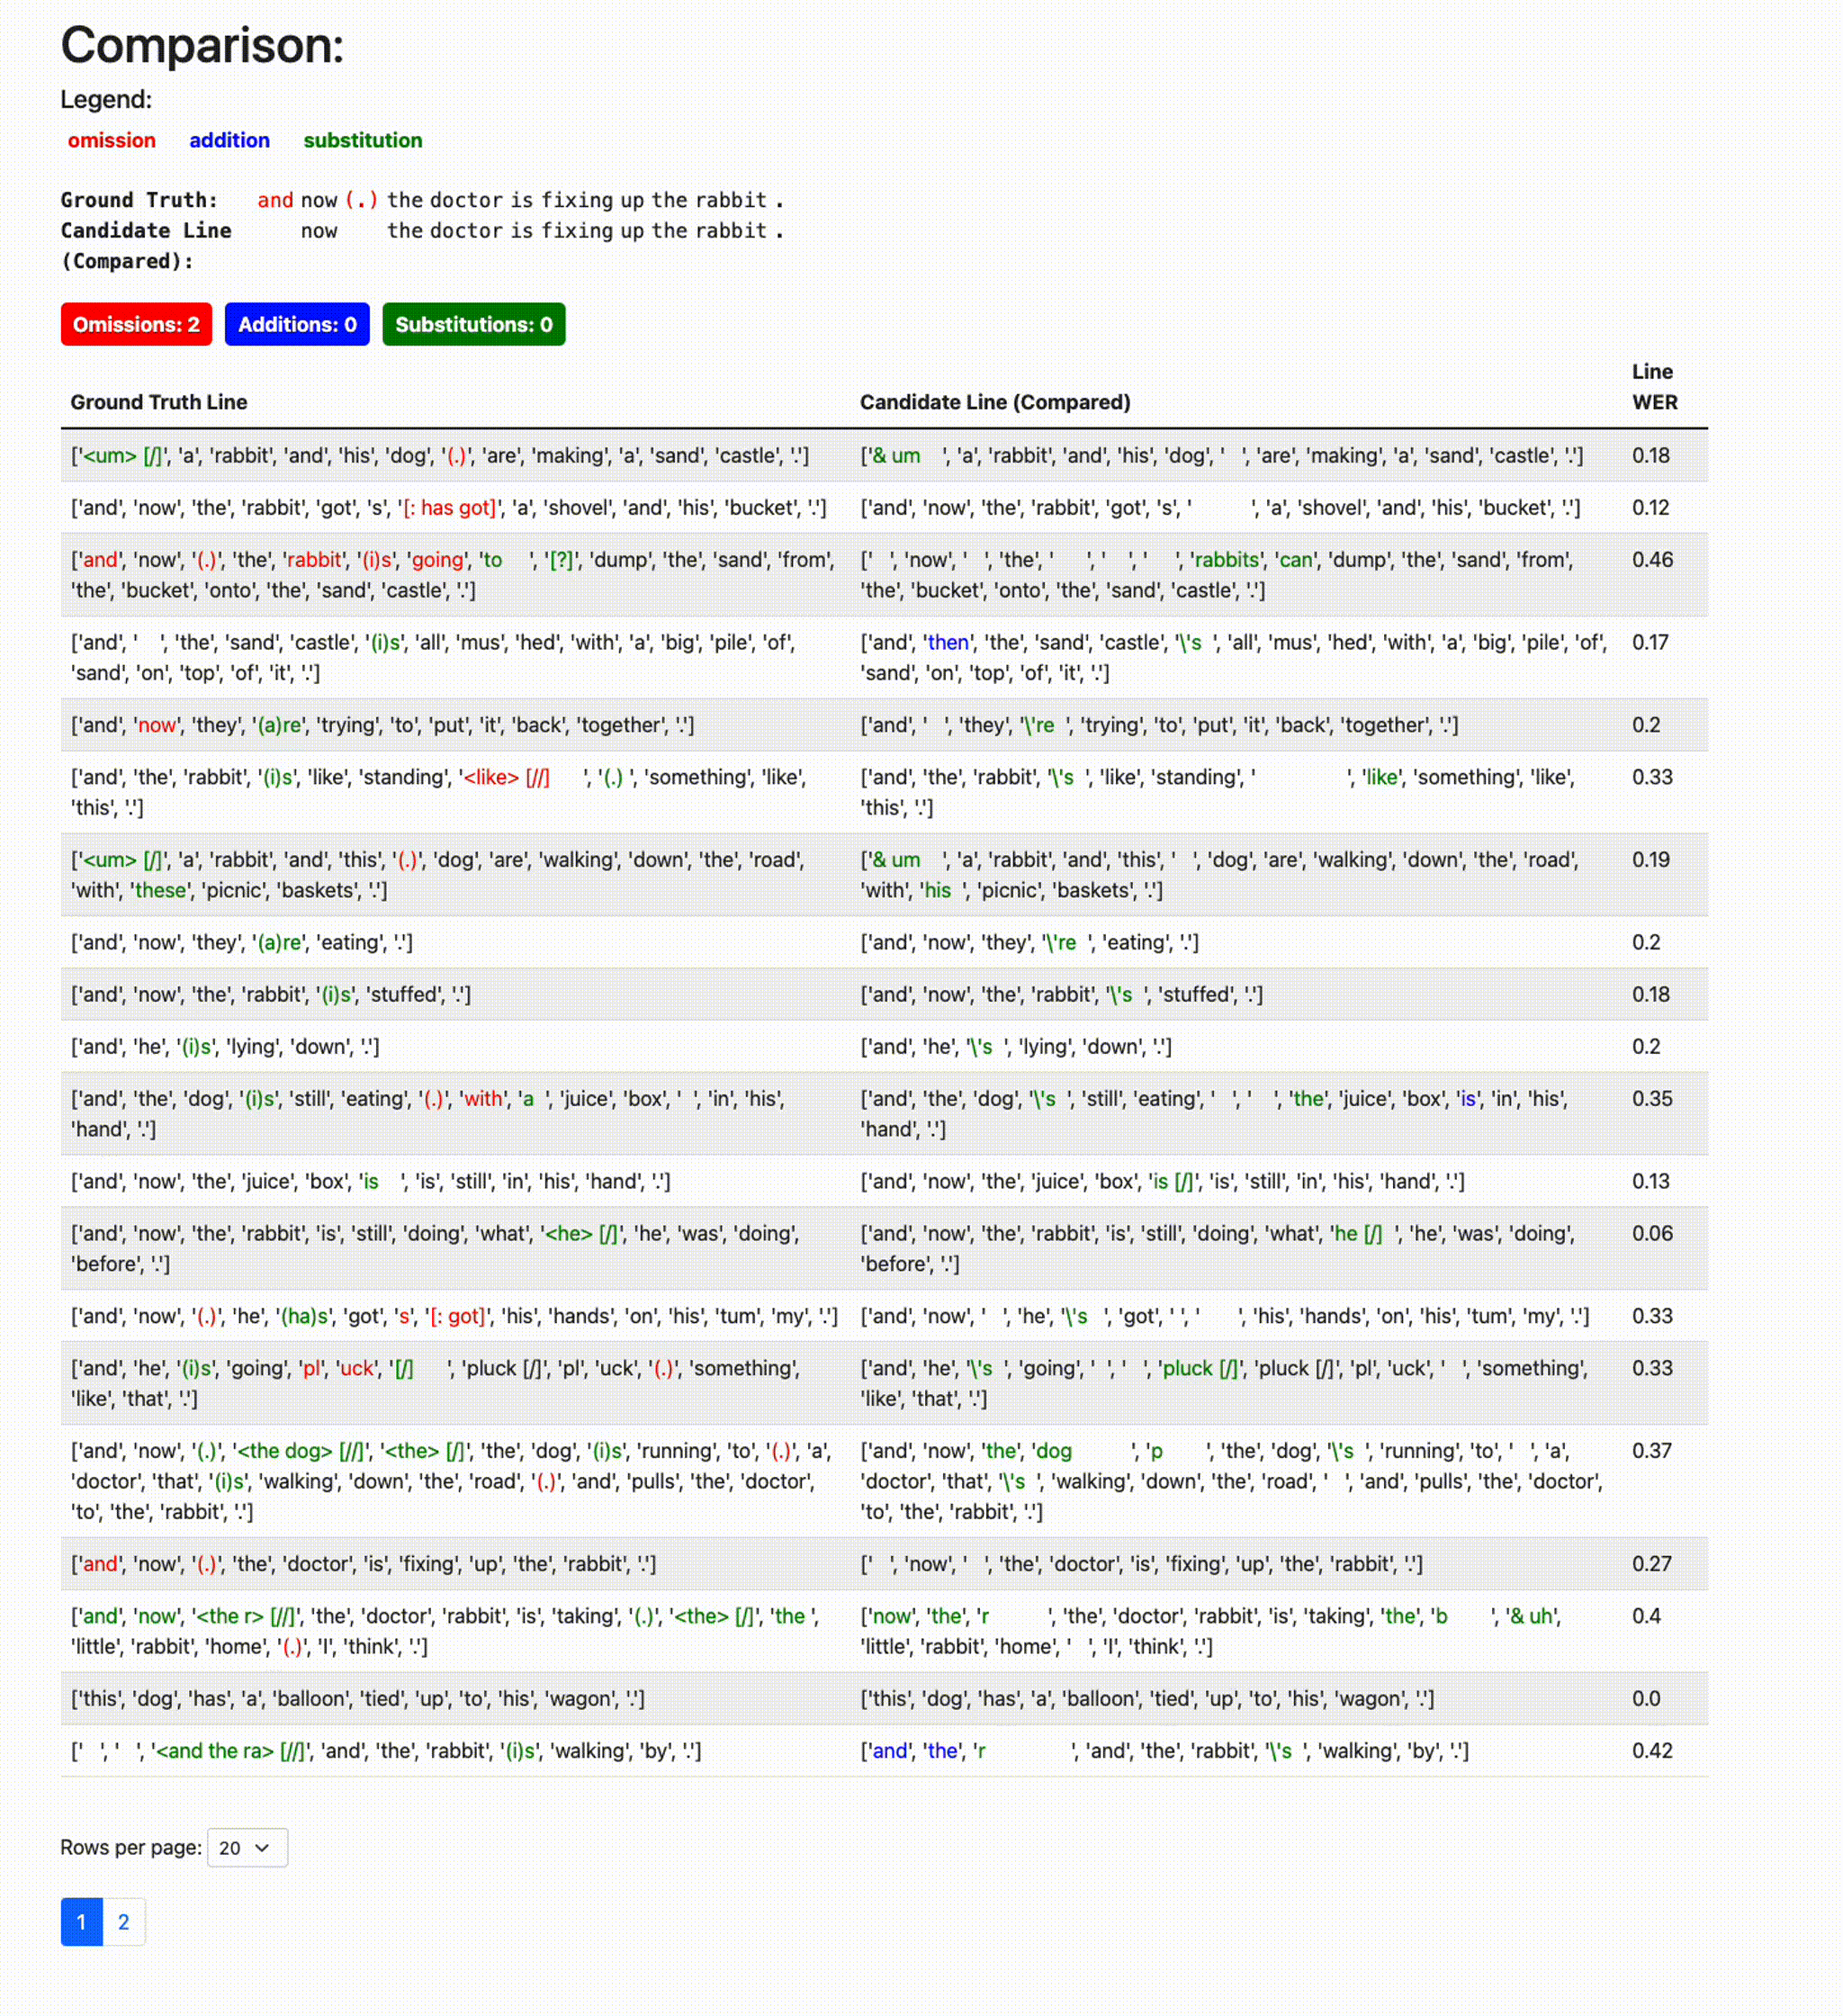 Comparison:
Legend:
omission addition substitution
Ground Truth: and now (.) the doctor is fixing up the rabbit .
Candidate Line now the doctor is fixing up the rabbit .
(Compared):
Omissions: 2 Additions: 0 Substitutions: 0
Line
Ground Truth Line Candidate Line (Compared) WER
['<um> [/]', 'a', 'rabbit', 'and', 'his', 'dog', '(.)', 'are', 'making', 'a', 'sand', 'castle', '.'] ['& um ', 'a', 'rabbit', 'and', 'his', 'dog', ' ', 'are', 'making', 'a', 'sand', 'castle', '.'] 0.18
['and', 'now', 'the', 'rabbit', 'got', 's', '[: has got]', 'a', 'shovel', 'and', 'his', 'bucket', '.'] ['and', 'now', 'the', 'rabbit', 'got', 's', ' ', 'a', 'shovel', 'and', 'his', 'bucket', '.'] 0.12
['and', 'now', '(.)', 'the', 'rabbit', '(i)s', 'going', 'to ', '[?]', 'dump', 'the', 'sand', 'from', [' ', 'now', ' ', 'the', ' ', ' ', ' ', 'rabbits', 'can', 'dump', 'the', 'sand', 'from', 0.46
'the', 'bucket', 'onto', 'the', 'sand', 'castle', '.'] 'the', 'bucket', 'onto', 'the', 'sand', 'castle', '.']
['and', ' ', 'the', 'sand', 'castle', '(i)s', 'all', 'mus', 'hed', 'with', 'a', 'big', 'pile', 'of', ['and', 'then', 'the', 'sand', 'castle', '\'s ', 'all', 'mus', 'hed', 'with', 'a', 'big', 'pile', 'of', 0.17
'sand', 'on', 'top', 'of', 'it', '.'] 'sand', 'on', 'top', 'of', 'it', '.']
['and', 'now', 'they', '(a)re', 'trying', 'to', 'put', 'it', 'back', 'together', '.'] ['and', ' ', 'they', '\'re ', 'trying', 'to', 'put', 'it', 'back', 'together', '.'] 0.2
['and', 'the', 'rabbit', '(i)s', 'like', 'standing', '<like> [//] ', '(.) ', 'something', 'like', ['and', 'the', 'rabbit', '\'s ', 'like', 'standing', ' ', 'like', 'something', 'like', 0.33
'this', '.'] 'this', '.']
['<um> [/]', 'a', 'rabbit', 'and', 'this', '(.)', 'dog', 'are', 'walking', 'down', 'the', 'road', ['& um ', 'a', 'rabbit', 'and', 'this', ' ', 'dog', 'are', 'walking', 'down', 'the', 'road', 0.19
'with', 'these', 'picnic', 'baskets', '.'] 'with', 'his ', 'picnic', 'baskets', '.']
['and', 'now', 'they', '(a)re', 'eating', '.'] ['and', 'now', 'they', '\'re ', 'eating', '.'] 0.2
['and', 'now', 'the', 'rabbit', '(i)s', 'stuffed', '.'] ['and', 'now', 'the', 'rabbit', '\'s ', 'stuffed', '.'] 0.18
['and', 'he', '(i)s', 'lying', 'down', '.'] ['and', 'he', '\'s ', 'lying', 'down', '.'] 0.2
['and', 'the', 'dog', '(i)s', 'still', 'eating', '(.)', 'with', 'a ', 'juice', 'box', ' ', 'in', 'his', ['and', 'the', 'dog', '\'s ', 'still', 'eating', ' ', ' ', 'the', 'juice', 'box', 'is', 'in', 'his', 0.35
'hand', '.'] 'hand', '.']
['and', 'now', 'the', 'juice', 'box', 'is ', 'is', 'still', 'in', 'his', 'hand', '.'] ['and', 'now', 'the', 'juice', 'box', 'is [/]', 'is', 'still', 'in', 'his', 'hand', '.'] 0.13
['and', 'now', 'the', 'rabbit', 'is', 'still', 'doing', 'what', '<he> [/]', 'he', 'was', 'doing', ['and', 'now', 'the', 'rabbit', 'is', 'still', 'doing', 'what', 'he [/] ', 'he', 'was', 'doing', 0.06
'before', '.'] 'before', '.']
['and', 'now', '(.)', 'he', '(ha)s', 'got', 's', '[: got]', 'his', 'hands', 'on', 'his', 'tum', 'my', '.'] ['and', 'now', ' ', 'he', '\'s ', 'got', ' ', ' ', 'his', 'hands', 'on', 'his', 'tum', 'my', '.'] 0.33
['and', 'he', '(i)s', 'going', 'pl', 'uck', '[/] ', 'pluck [/]', 'pl', 'uck', '(.)', 'something', ['and', 'he', '\'s ', 'going', ' ', ' ', 'pluck [/]', 'pluck [/]', 'pl', 'uck', ' ', 'something', 0.33
'like', 'that', '.'] 'like', 'that', '.']
['and', 'now', '(.)', '<the dog> [//]', '<the> [/]', 'the', 'dog', '(i)s', 'running', 'to', '(.)', 'a', ['and', 'now', 'the', 'dog ', 'p ', 'the', 'dog', '\'s ', 'running', 'to', ' ', 'a', 0.37
'doctor', 'that', '(i)s', 'walking', 'down', 'the', 'road', '(.)', 'and', 'pulls', 'the', 'doctor', 'doctor', 'that', '\'s ', 'walking', 'down', 'the', 'road', ' ', 'and', 'pulls', 'the', 'doctor',
'to', 'the', 'rabbit', '.'] 'to', 'the', 'rabbit', '.']
['and', 'now', '(.)', 'the', 'doctor', 'is', 'fixing', 'up', 'the', 'rabbit', '.'] [' ', 'now', ' ', 'the', 'doctor', 'is', 'fixing', 'up', 'the', 'rabbit', '.'] 0.27
['and', 'now', '<the r> [//]', 'the', 'doctor', 'rabbit', 'is', 'taking', '(.)', '<the> [/]', 'the ', ['now', 'the', 'r ', 'the', 'doctor', 'rabbit', 'is', 'taking', 'the', 'b ', '& uh', 0.4
'little', 'rabbit', 'home', '(.)', 'I', 'think', '.'] 'little', 'rabbit', 'home', ' ', 'I', 'think', '.']
['this', 'dog', 'has', 'a', 'balloon', 'tied', 'up', 'to', 'his', 'wagon', '.'] ['this', 'dog', 'has', 'a', 'balloon', 'tied', 'up', 'to', 'his', 'wagon', '.'] 0.0
[' ', ' ', '<and the ra> [//]', 'and', 'the', 'rabbit', '(i)s', 'walking', 'by', '.'] ['and', 'the', 'r ', 'and', 'the', 'rabbit', '\'s ', 'walking', 'by', '.'] 0.42
Rows per page: 20
1 2